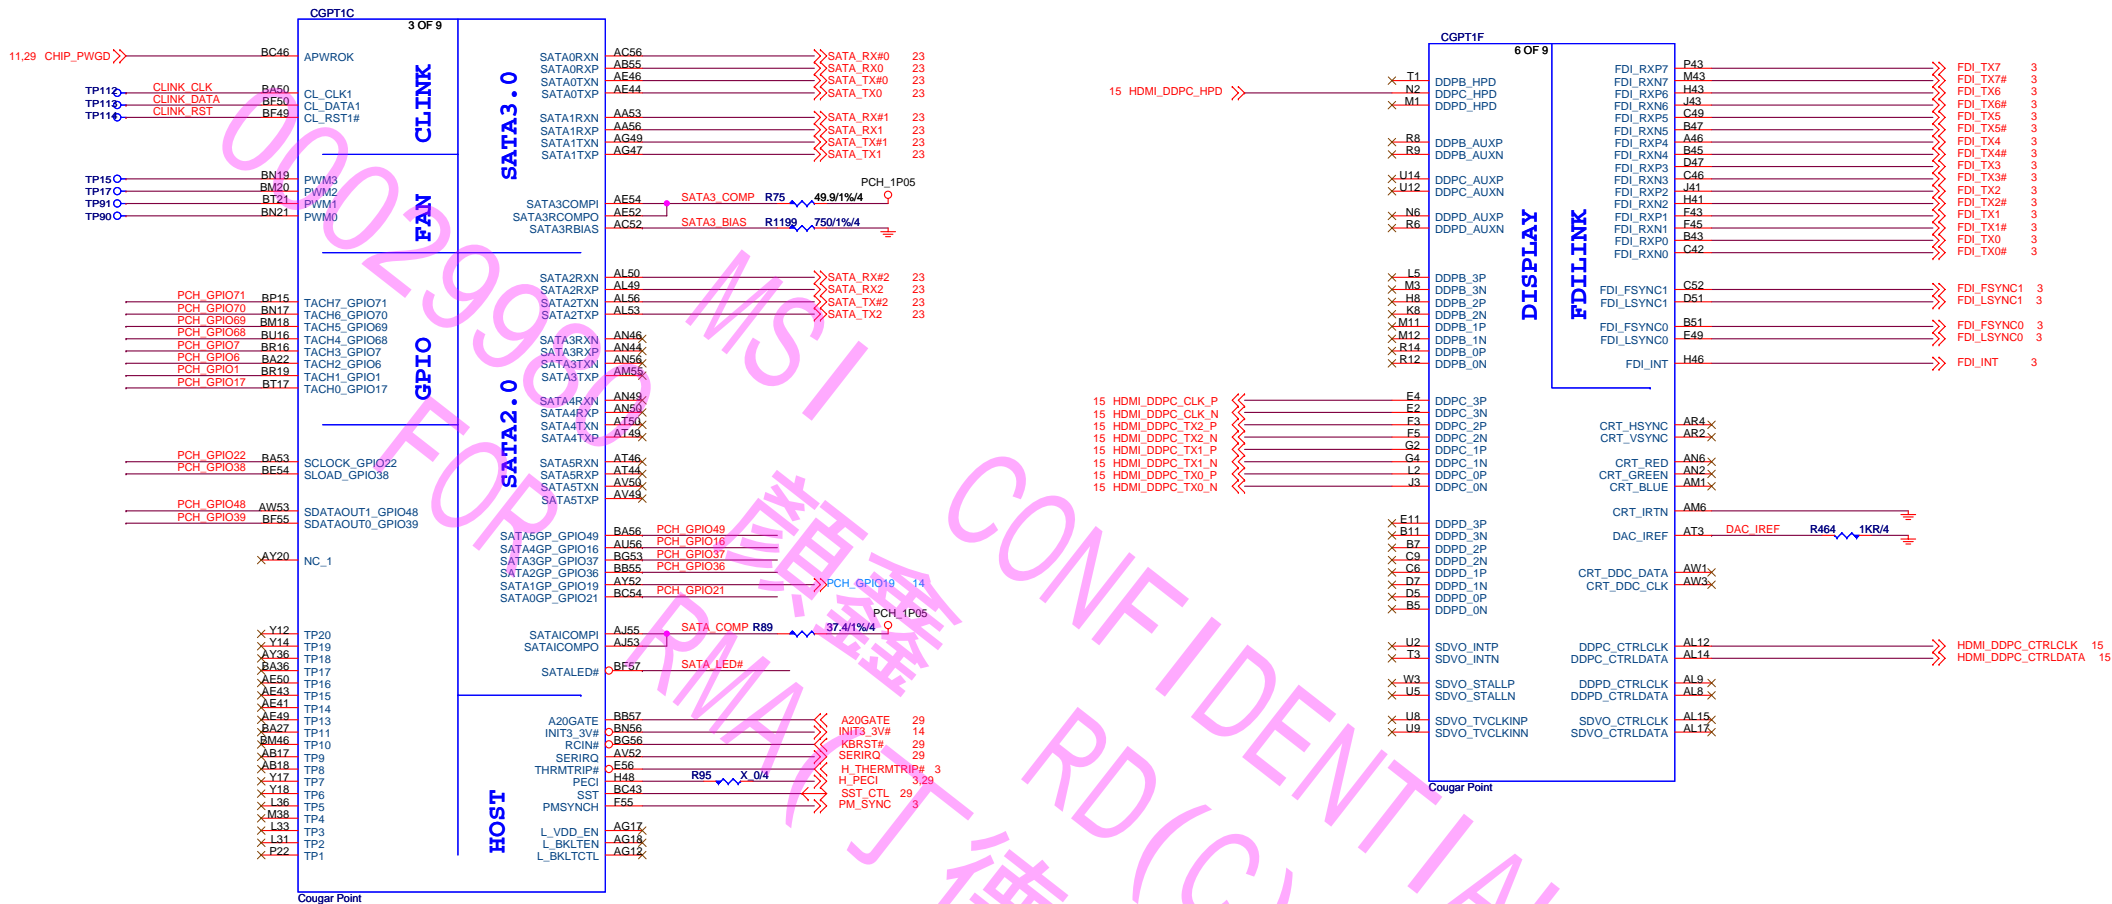 CGPT1C
3 OF 9
11,29 CHIP_PWGD BC46 APWROK
TP112 CLINK_CLK BA50 CL_CLK1
TP113 CLINK_DATA BF50 CL_DATA1
TP114 CLINK_RST BF49 CL_RST1#
CLINK
TP15 BN19 PWM3
TP17 BM20 PWM2
TP91 BT21 PWM1
TP90 BN21 PWM0
FAN
PCH_GPIO71 BP15 TACH7_GPIO71
PCH_GPIO70 BN17 TACH6_GPIO70
PCH_GPIO69 BM18 TACH5_GPIO69
PCH_GPIO68 BU16 TACH4_GPIO68
PCH_GPIO7 BR16 TACH3_GPIO7
PCH_GPIO6 BA22 TACH2_GPIO6
PCH_GPIO1 BR19 TACH1_GPIO1
PCH_GPIO17 BT17 TACH0_GPIO17
GPIO
PCH_GPIO22 BA53 SCLOCK_GPIO22
PCH_GPIO38 BE54 SLOAD_GPIO38
PCH_GPIO48 AW53 SDATAOUT1_GPIO48
PCH_GPIO39 BF55 SDATAOUT0_GPIO39
AY20 NC_1
Y12 TP20
Y14 TP19
AY36 TP18
BA36 TP17
AE50 TP16
AE43 TP15
AE41 TP14
AE49 TP13
BA27 TP11
BM46 TP10
AB17 TP9
AB18 TP8
Y17 TP7
Y18 TP6
L36 TP5
M38 TP4
L33 TP3
L31 TP2
P22 TP1
SATA3.0
SATA0RXN AC56 SATA_RX#0 23
SATA0RXP AB55 SATA_RX0 23
SATA0TXN AE46 SATA_TX#0 23
SATA0TXP AE44 SATA_TX0 23
SATA1RXN AA53 SATA_RX#1 23
SATA1RXP AA56 SATA_RX1 23
SATA1TXN AG49 SATA_TX#1 23
SATA1TXP AG47 SATA_TX1 23
PCH_1P05
SATA3COMPI AE54 SATA3_COMP R75 49.9/1%/4
SATA3RCOMPO AE52
SATA3RBIAS AC52 SATA3_BIAS R1199 750/1%/4
SATA2.0
SATA2RXN AL50 SATA_RX#2 23
SATA2RXP AL49 SATA_RX2 23
SATA2TXN AL56 SATA_TX#2 23
SATA2TXP AL53 SATA_TX2 23
SATA3RXN AN46
SATA3RXP AN44
SATA3TXN AN56
SATA3TXP AM55
SATA4RXN AN49
SATA4RXP AN50
SATA4TXN AT50
SATA4TXP AT49
SATA5RXN AT46
SATA5RXP AT44
SATA5TXN AV50
SATA5TXP AV49
SATA5GP_GPIO49 BA56 PCH_GPIO49
SATA4GP_GPIO16 AU56 PCH_GPIO16
SATA3GP_GPIO37 BG53 PCH_GPIO37
SATA2GP_GPIO36 BB55 PCH_GPIO36
SATA1GP_GPIO19 AY52 PCH_GPIO19 14
SATA0GP_GPIO21 BC54 PCH_GPIO21
PCH_1P05
SATAICOMPI AJ55 SATA_COMP R89 37.4/1%/4
SATAICOMPO AJ53
SATALED# BF57 SATA_LED#
HOST
A20GATE BB57 A20GATE 29
INIT3_3V# BN56 INIT3_3V# 14
RCIN# BG56 KBRST# 29
SERIRQ AV52 SERIRQ 29
THRMTRIP# E56 H_THERMTRIP# 3
PECI H48 R95 X_0/4 H_PECI 3,29
SST BC43 SST_CTL 29
PMSYNCH F55 PM_SYNC 3
L_VDD_EN AG17
L_BKLTEN AG18
L_BKLTCTL AG12
Cougar Point
CGPT1F
6 OF 9
T1 DDPB_HPD
15 HDMI_DDPC_HPD N2 DDPC_HPD
M1 DDPD_HPD
R8 DDPB_AUXP
R9 DDPB_AUXN
U14 DDPC_AUXP
U12 DDPC_AUXN
N6 DDPD_AUXP
R6 DDPD_AUXN
DISPLAY
L5 DDPB_3P
M3 DDPB_3N
H8 DDPB_2P
K8 DDPB_2N
M11 DDPB_1P
M12 DDPB_1N
R14 DDPB_0P
R12 DDPB_0N
15 HDMI_DDPC_CLK_P E4 DDPC_3P
15 HDMI_DDPC_CLK_N E2 DDPC_3N
15 HDMI_DDPC_TX2_P F3 DDPC_2P
15 HDMI_DDPC_TX2_N F5 DDPC_2N
15 HDMI_DDPC_TX1_P G2 DDPC_1P
15 HDMI_DDPC_TX1_N G4 DDPC_1N
15 HDMI_DDPC_TX0_P L2 DDPC_0P
15 HDMI_DDPC_TX0_N J3 DDPC_0N
E11 DDPD_3P
B11 DDPD_3N
B7 DDPD_2P
C9 DDPD_2N
C6 DDPD_1P
D7 DDPD_1N
D5 DDPD_0P
B5 DDPD_0N
U2 SDVO_INTP
T3 SDVO_INTN
W3 SDVO_STALLP
U5 SDVO_STALLN
U8 SDVO_TVCLKINP
U9 SDVO_TVCLKINN
FDILINK
FDI_RXP7 P43 FDI_TX7 3
FDI_RXN7 M43 FDI_TX7# 3
FDI_RXP6 H43 FDI_TX6 3
FDI_RXN6 J43 FDI_TX6# 3
FDI_RXP5 C49 FDI_TX5 3
FDI_RXN5 B47 FDI_TX5# 3
FDI_RXP4 A46 FDI_TX4 3
FDI_RXN4 B45 FDI_TX4# 3
FDI_RXP3 D47 FDI_TX3 3
FDI_RXN3 C46 FDI_TX3# 3
FDI_RXP2 J41 FDI_TX2 3
FDI_RXN2 H41 FDI_TX2# 3
FDI_RXP1 F43 FDI_TX1 3
FDI_RXN1 F45 FDI_TX1# 3
FDI_RXP0 B43 FDI_TX0 3
FDI_RXN0 C42 FDI_TX0# 3
FDI_FSYNC1 C52 FDI_FSYNC1 3
FDI_LSYNC1 D51 FDI_LSYNC1 3
FDI_FSYNC0 B51 FDI_FSYNC0 3
FDI_LSYNC0 E49 FDI_LSYNC0 3
FDI_INT H46 FDI_INT 3
CRT_HSYNC AR4
CRT_VSYNC AR2
CRT_RED AN6
CRT_GREEN AN2
CRT_BLUE AM1
CRT_IRTN AM6
DAC_IREF AT3 DAC_IREF R464 1KR/4
CRT_DDC_DATA AW1
CRT_DDC_CLK AW3
DDPC_CTRLCLK AL12 HDMI_DDPC_CTRLCLK 15
DDPC_CTRLDATA AL14 HDMI_DDPC_CTRLDATA 15
DDPD_CTRLCLK AL9
DDPD_CTRLDATA AL8
SDVO_CTRLCLK AL15
SDVO_CTRLDATA AL17
Cougar Point
MSI CONFIDENTIAL
00029980 顏鑫 RD(C)
FOR RMA(丁德